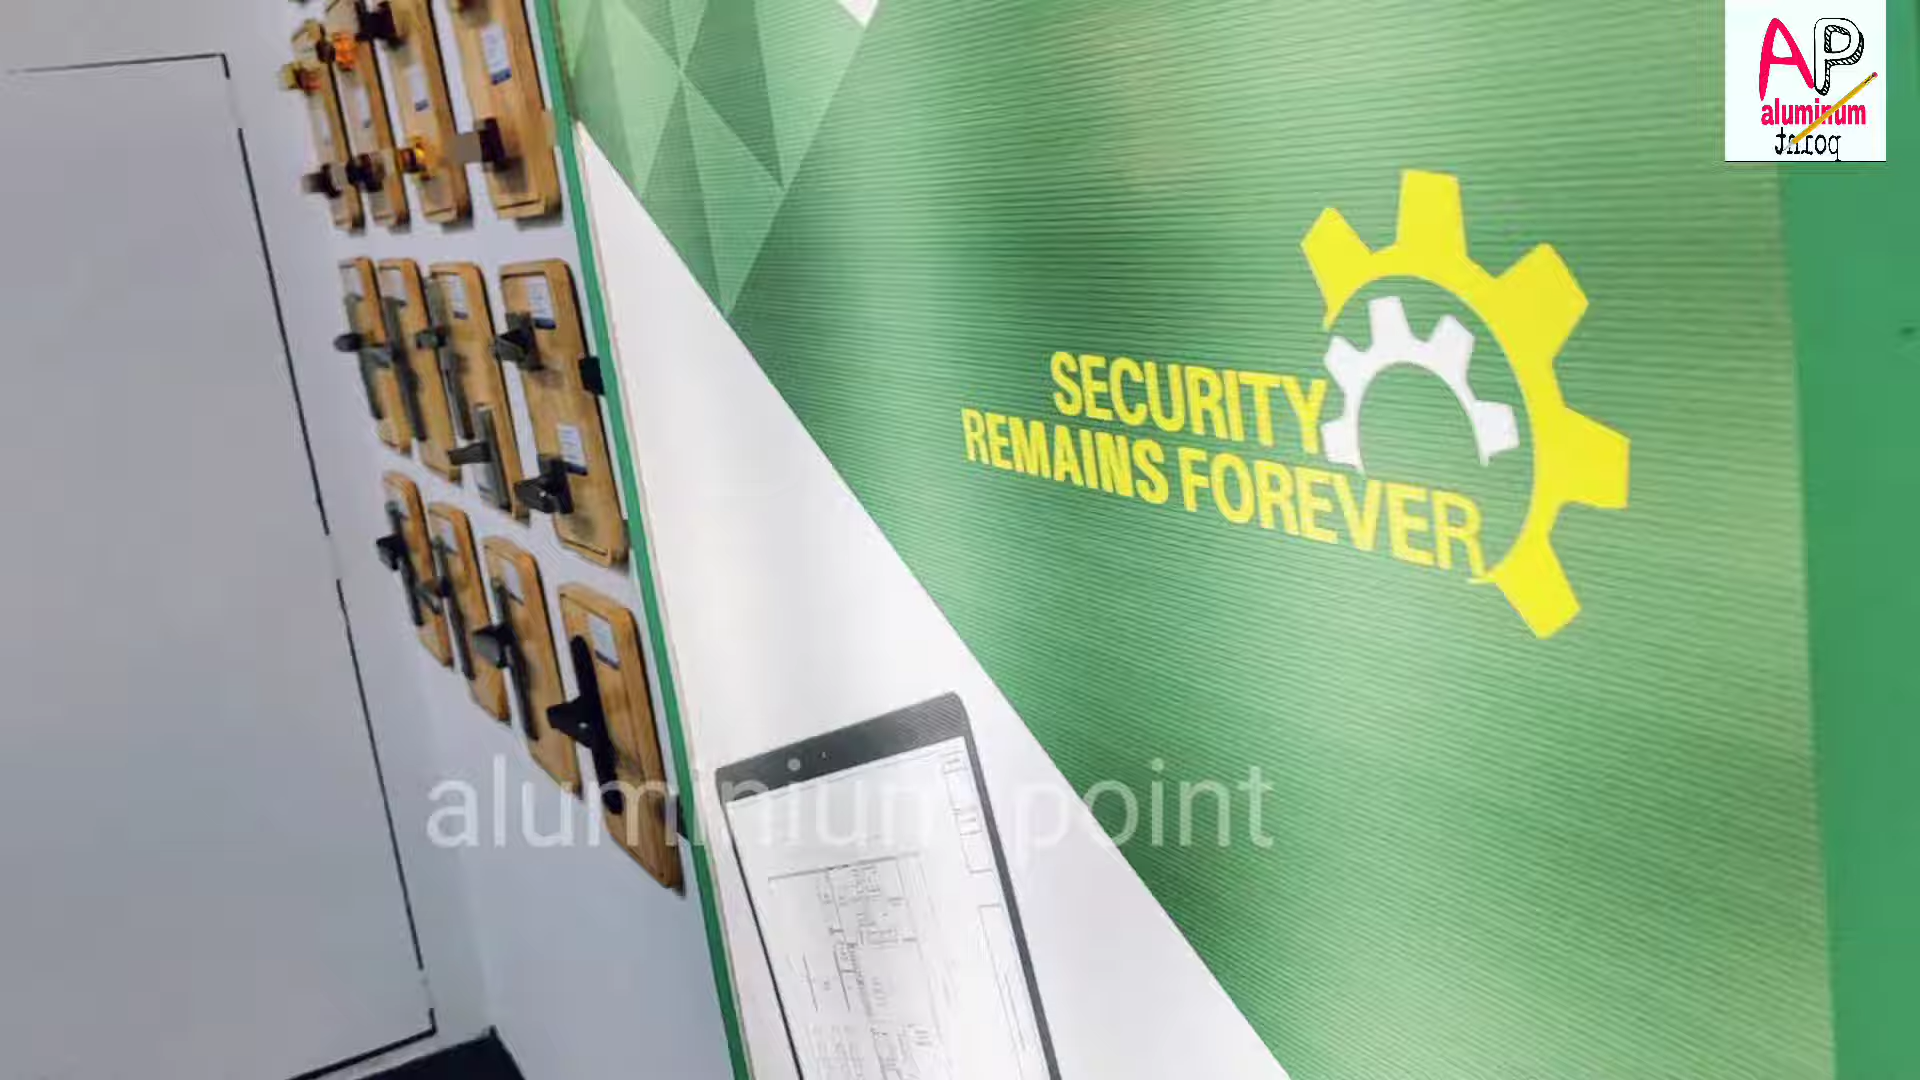 AP
aluminum
SECURITY
REMAINS FOREVER
aluminium point